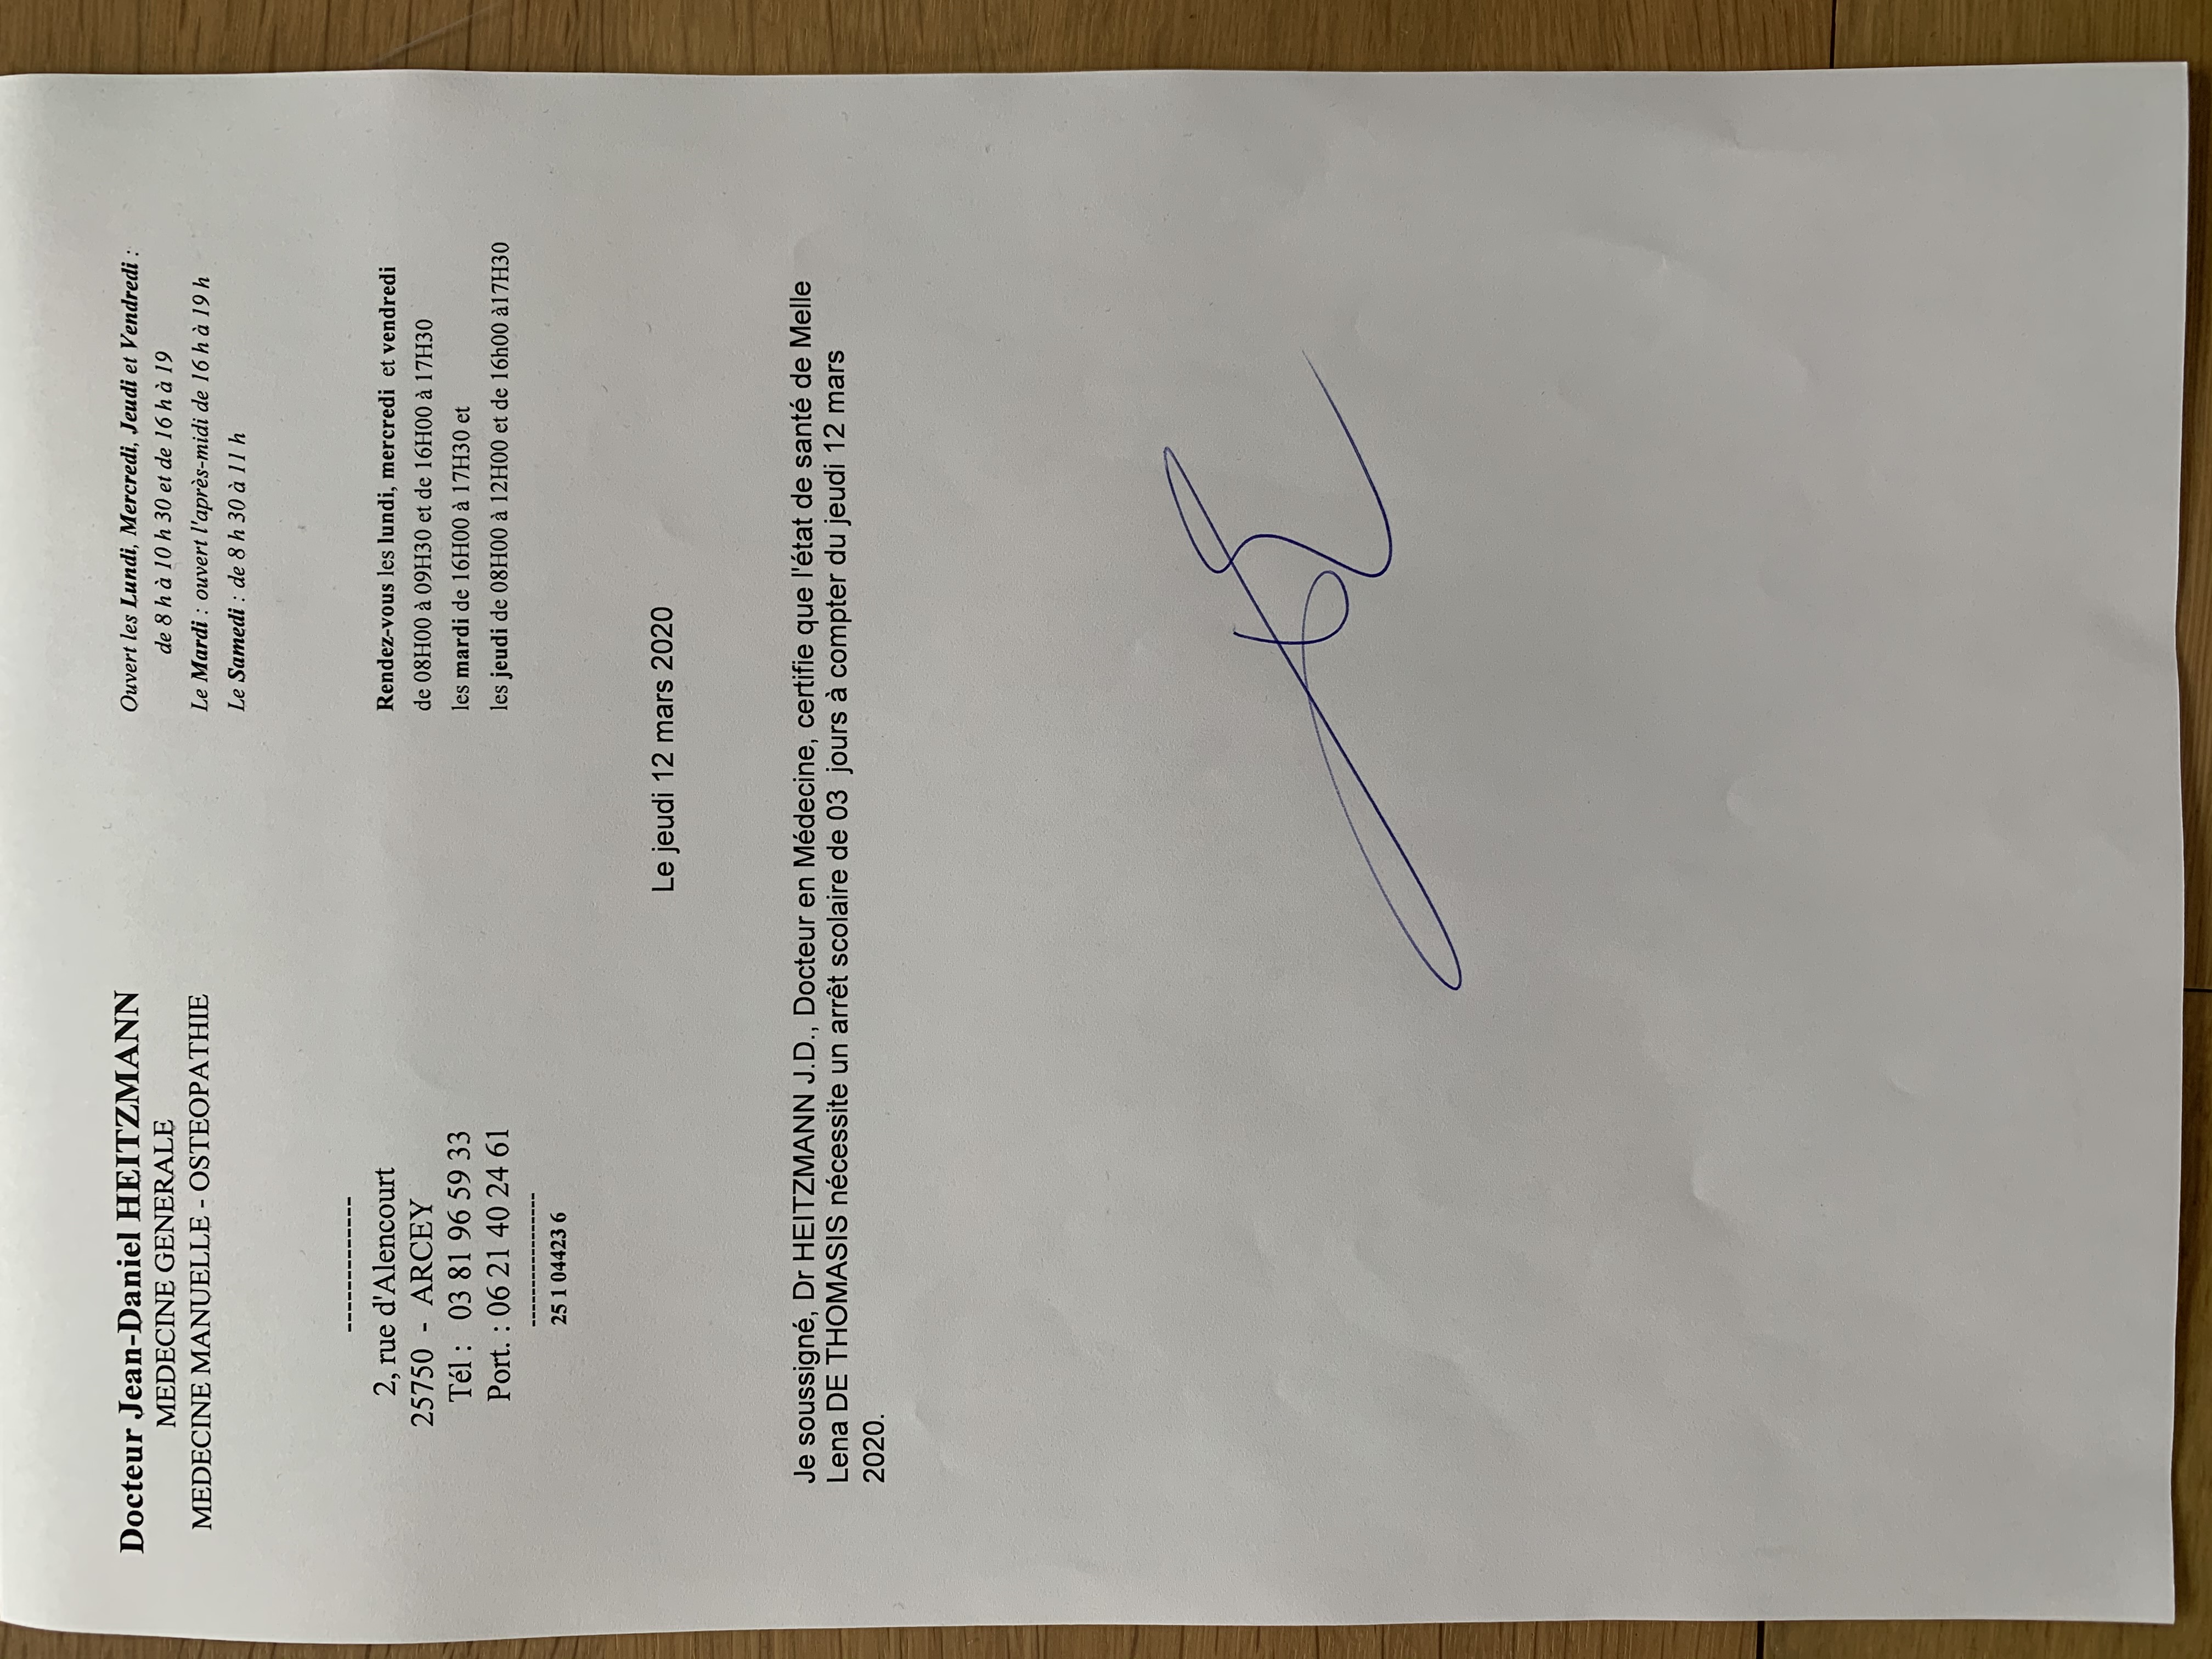 Docteur Jean-Daniel HEITZMANN
MEDECINE GENERALE
MEDECINE MANUELLE - OSTEOPATHIE
Ouvert les Lundi, Mercredi, Jeudi et Vendredi :
de 8 h à 10 h 30 et de 16 h à 19
Le Mardi : ouvert l'après-midi de 16 h à 19 h
Le Samedi : de 8 h 30 à 11 h
-------------
2, rue d'Alencourt
25750 - ARCEY
Tél : 03 81 96 59 33
Port. : 06 21 40 24 61
----------------
25 1 04423 6
Rendez-vous les lundi, mercredi et vendredi
de 08H00 à 09H30 et de 16H00 à 17H30
les mardi de 16H00 à 17H30 et
les jeudi de 08H00 à 12H00 et de 16h00 à17H30
Le jeudi 12 mars 2020
Je soussigné, Dr HEITZMANN J.D., Docteur en Médecine, certifie que l'état de santé de Melle
Lena DE THOMASIS nécessite un arrêt scolaire de 03 jours à compter du jeudi 12 mars
2020.